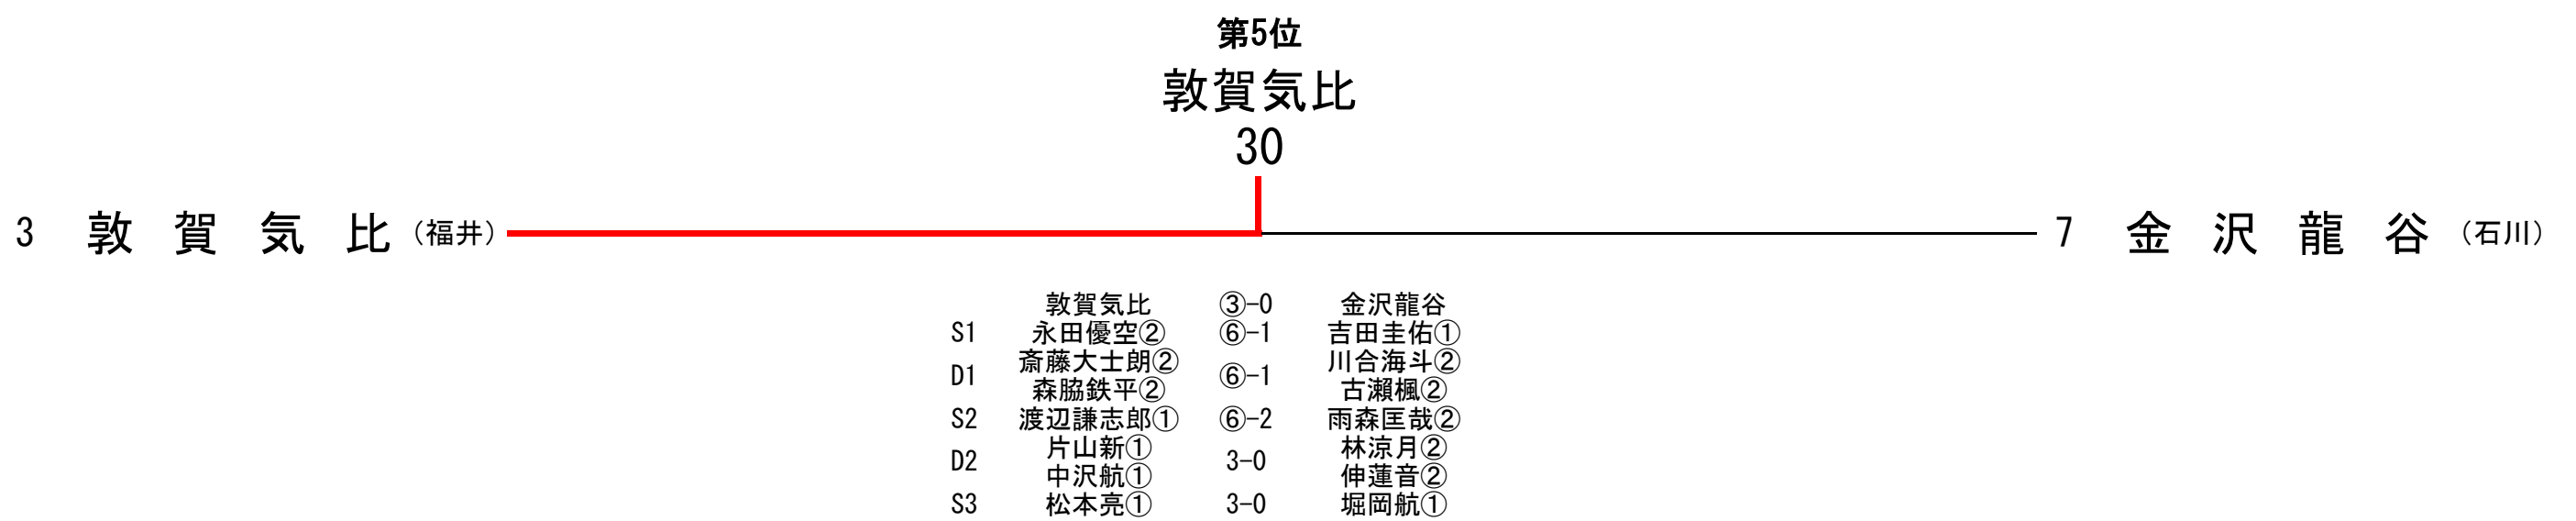 第5位
敦賀気比
30
3 敦賀気比 (福井) 7 金沢龍谷 (石川)
敦賀気比 ③-0 金沢龍谷
S1 永田優空② ⑥-1 吉田圭佑①
D1 斎藤大士朗② 森脇鉄平② ⑥-1 川合海斗② 古瀬楓②
S2 渡辺謙志郎① ⑥-2 雨森匡哉②
D2 片山新① 中沢航① 3-0 林涼月② 伸蓮音②
S3 松本亮① 3-0 堀岡航①